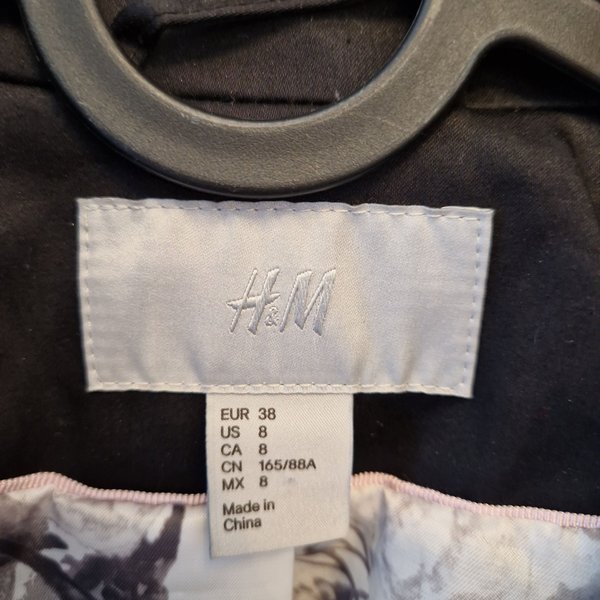 H&M
EUR 38
US 8
CA 8
CN 165/88A
MX 8
Made in
China